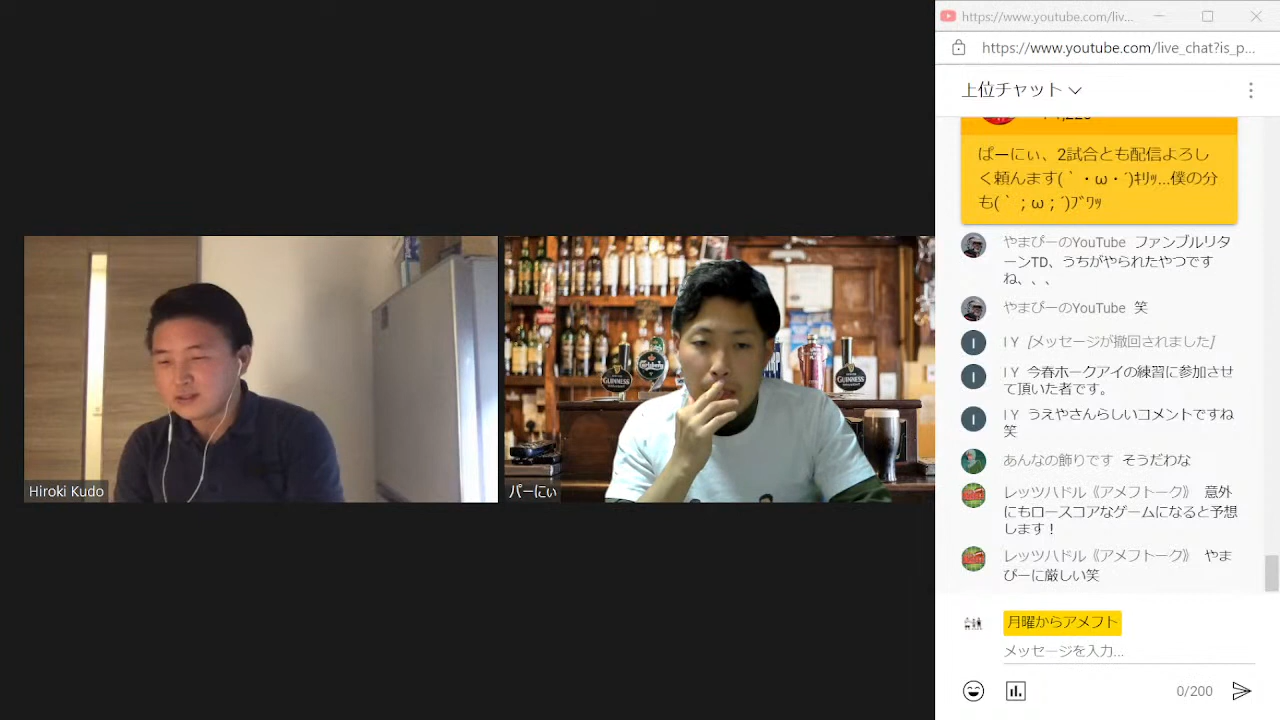 https://www.youtube.com/liv...
https://www.youtube.com/live_chat?is_p...
上位チャット
ぱーにぃ、2試合とも配信よろし
く頼んます(｀・ω・´)ｷﾘｯ...僕の分
も(｀；ω；´)ﾌﾞﾜｯ
やまぴーのYouTube ファンブルリタ
ーンTD、うちがやられたやつです
ね、、、
やまぴーのYouTube 笑
I Y [メッセージが撤回されました]
I Y 今春ホークアイの練習に参加させ
て頂いた者です。
I Y うえやさんらしいコメントですね
笑
あんなの飾りです そうだわな
レッツハドル《アメフトーク》 意外
にもロースコアなゲームになると予想
します！
レッツハドル《アメフトーク》 やま
ぴーに厳しい笑
月曜からアメフト
メッセージを入力...
0/200
Hiroki Kudo
パーにぃ
GUINNESS
Carlsberg
GUINNESS